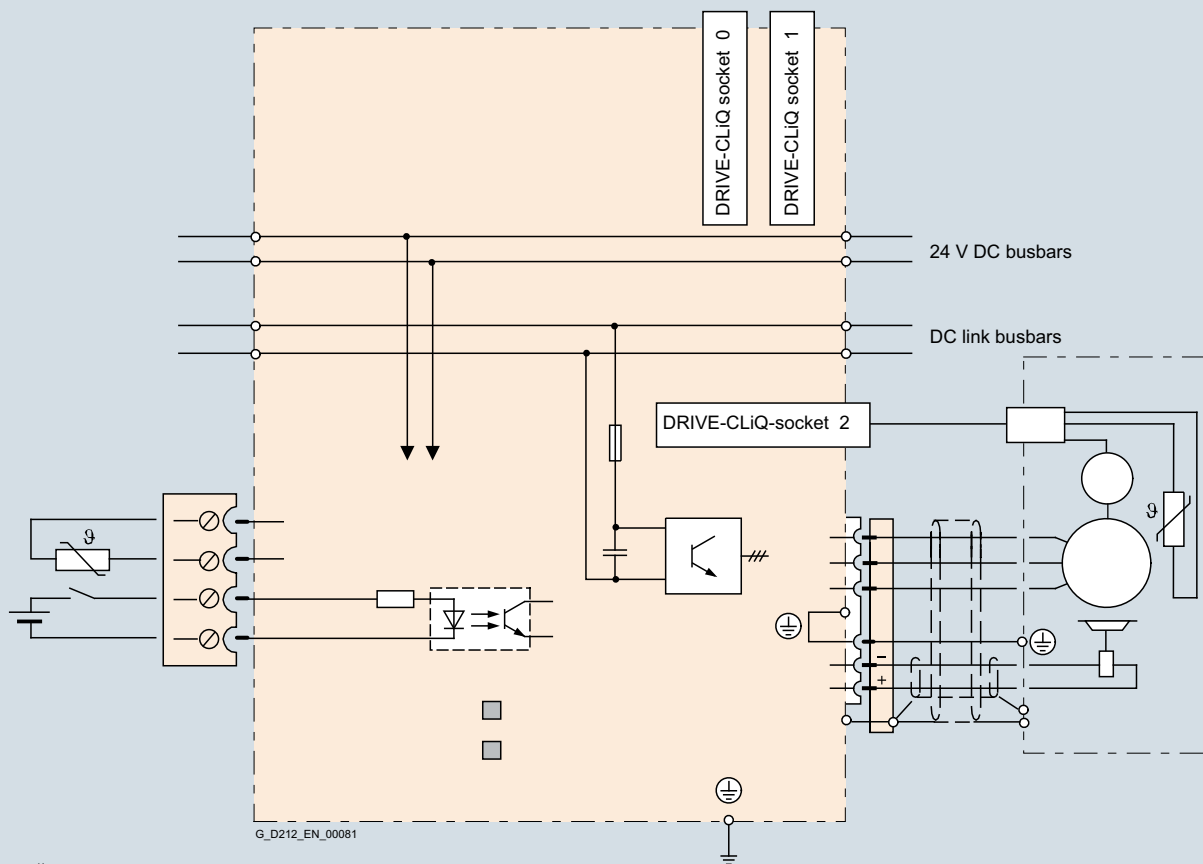 DRIVE-CLiQ socket 0
DRIVE-CLiQ socket 1
24 V DC busbars
DC link busbars
DRIVE-CLiQ-socket 2
ϑ
ϑ
−
+
G_D212_EN_00081